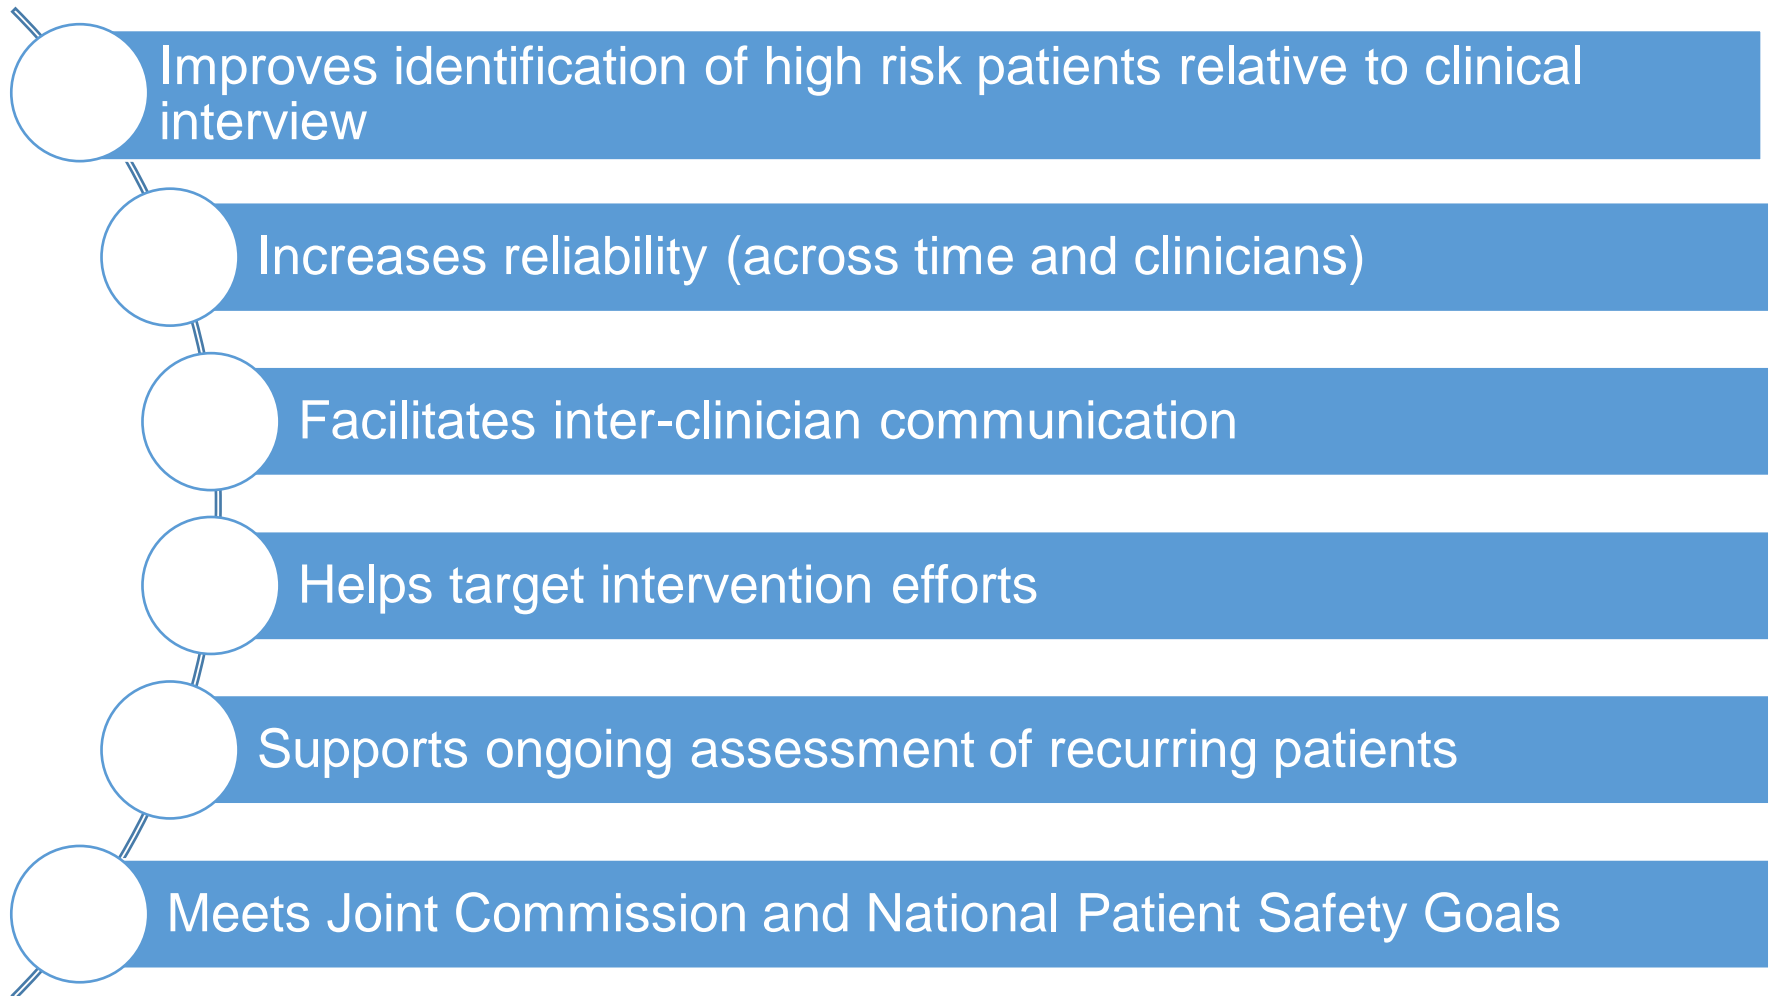 Improves identification of high risk patients relative to clinical
interview
Increases reliability (across time and clinicians)
Facilitates inter-clinician communication
Helps target intervention efforts
Supports ongoing assessment of recurring patients
Meets Joint Commission and National Patient Safety Goals